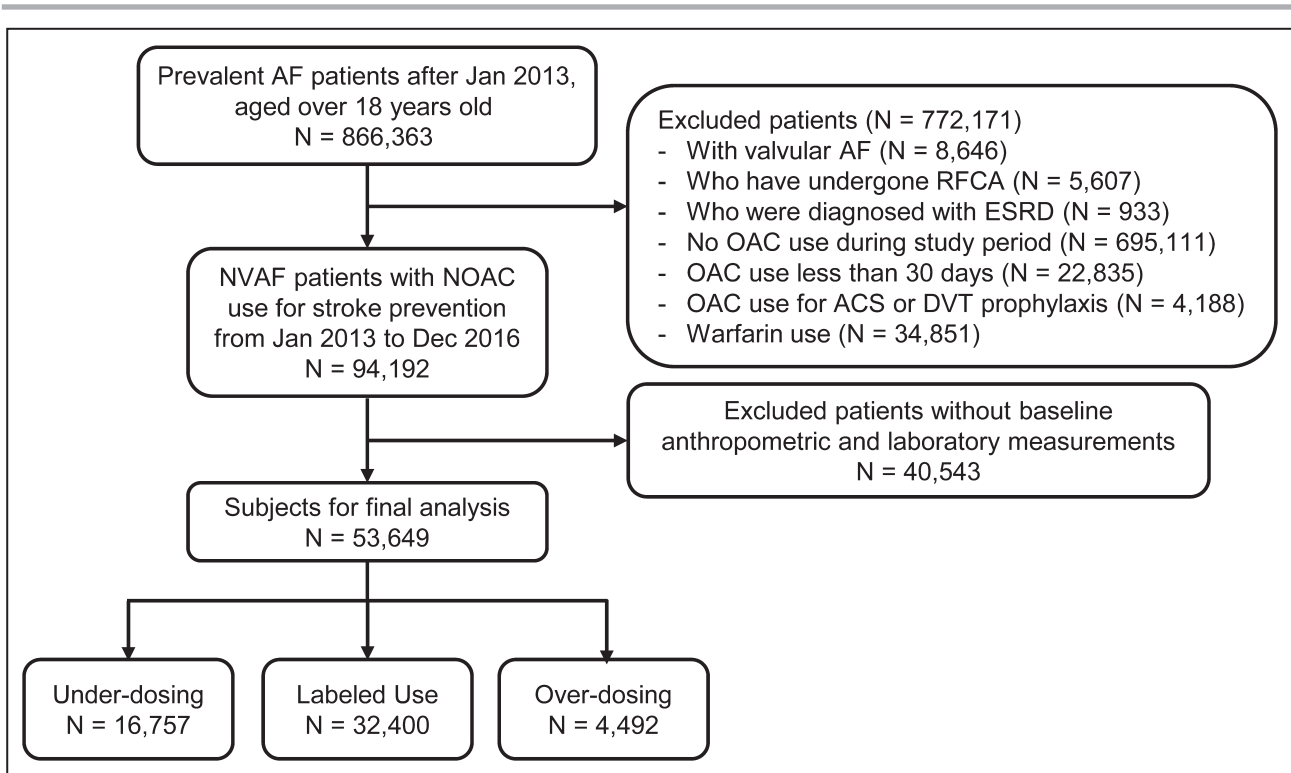 Prevalent AF patients after Jan 2013,
aged over 18 years old
N = 866,363
Excluded patients (N = 772,171)
- With valvular AF (N = 8,646)
- Who have undergone RFCA (N = 5,607)
- Who were diagnosed with ESRD (N = 933)
- No OAC use during study period (N = 695,111)
- OAC use less than 30 days (N = 22,835)
- OAC use for ACS or DVT prophylaxis (N = 4,188)
- Warfarin use (N = 34,851)
NVAF patients with NOAC
use for stroke prevention
from Jan 2013 to Dec 2016
N = 94,192
Excluded patients without baseline
anthropometric and laboratory measurements
N = 40,543
Subjects for final analysis
N = 53,649
Under-dosing
N = 16,757
Labeled Use
N = 32,400
Over-dosing
N = 4,492